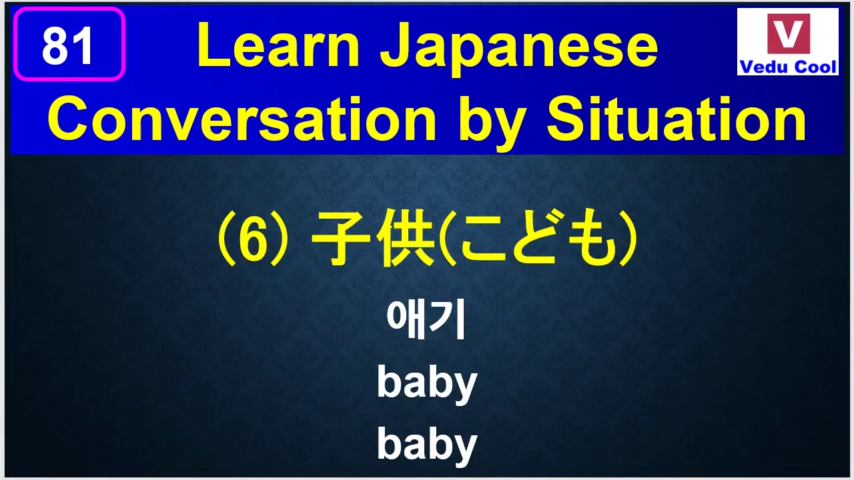 81
Learn Japanese
Conversation by Situation
V
Vedu Cool
(6) 子供(こども)
애기
baby
baby